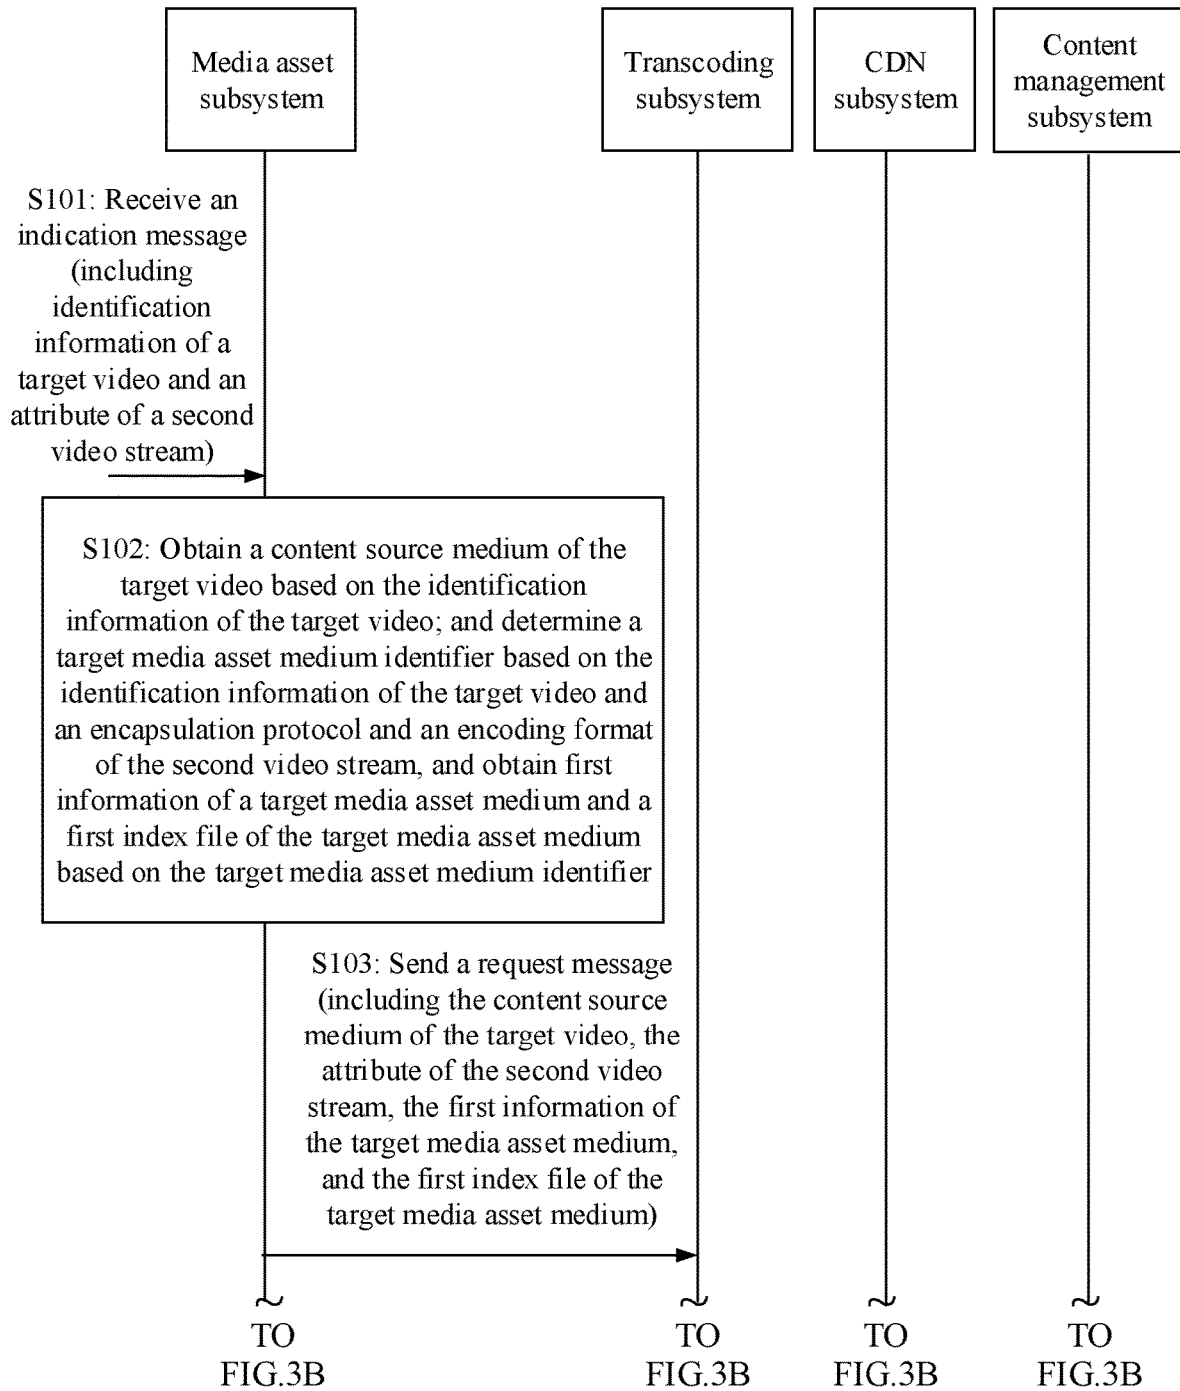 Media asset
subsystem
Transcoding
subsystem
CDN
subsystem
Content
management
subsystem
S101: Receive an
indication message
(including
identification
information of a
target video and an
attribute of a second
video stream)
S102: Obtain a content source medium of the
target video based on the identification
information of the target video; and determine a
target media asset medium identifier based on the
identification information of the target video and
an encapsulation protocol and an encoding format
of the second video stream, and obtain first
information of a target media asset medium and a
first index file of the target media asset medium
based on the target media asset medium identifier
S103: Send a request message
(including the content source
medium of the target video, the
attribute of the second video
stream, the first information of
the target media asset medium,
and the first index file of the
target media asset medium)
TO
FIG.3B
TO
FIG.3B
TO
FIG.3B
TO
FIG.3B